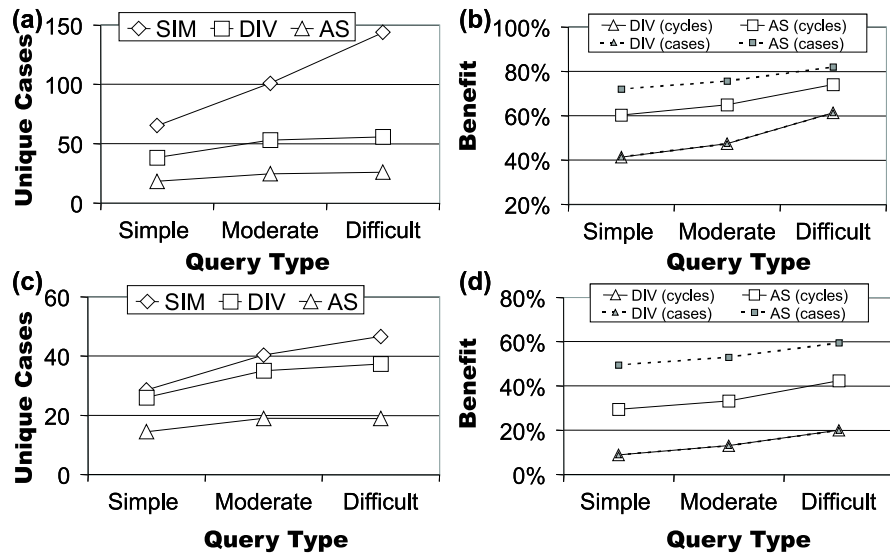 (a)
150
100
50
0
Unique Cases
SIM DIV AS
Simple Moderate Difficult
Query Type
(b)
100%
80%
60%
40%
20%
Benefit
DIV (cycles) AS (cycles)
DIV (cases) AS (cases)
Simple Moderate Difficult
Query Type
(c)
60
40
20
0
Unique Cases
SIM DIV AS
Simple Moderate Difficult
Query Type
(d)
80%
60%
40%
20%
0%
Benefit
DIV (cycles) AS (cycles)
DIV (cases) AS (cases)
Simple Moderate Difficult
Query Type